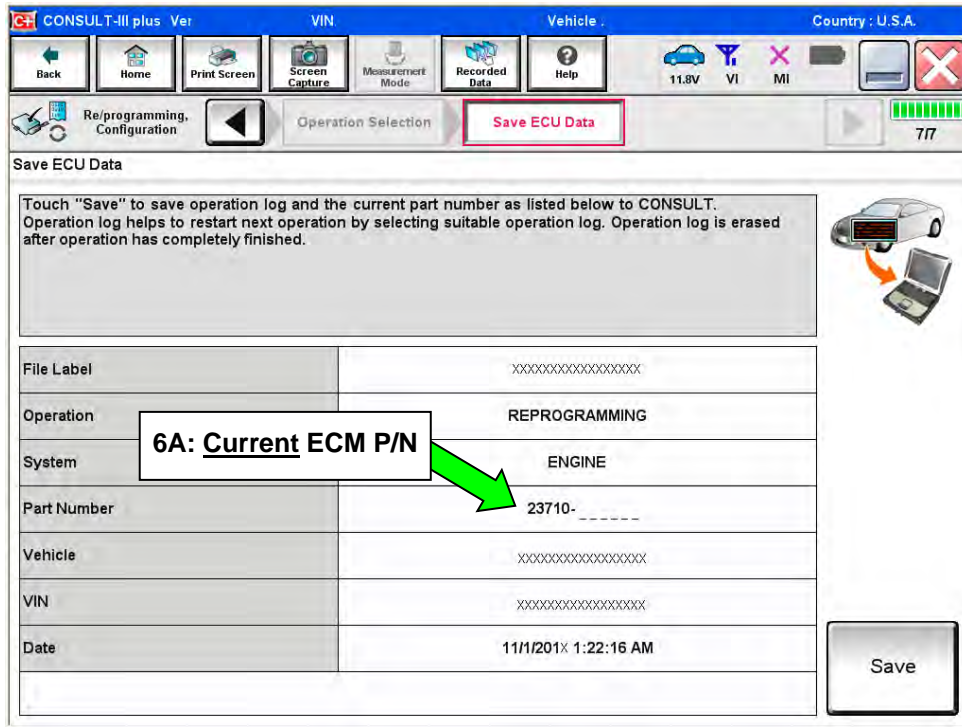 C+ CONSULT-III plus Ver VIN Vehicle : Country : U.S.A.
Back Home Print Screen Screen Capture Measurement Mode Recorded Data Help 11.8V VI MI
Re/programming, Configuration Operation Selection Save ECU Data 7/7
Save ECU Data
Touch "Save" to save operation log and the current part number as listed below to CONSULT.
Operation log helps to restart next operation by selecting suitable operation log. Operation log is erased
after operation has completely finished.
File Label XXXXXXXXXXXXXXXXX
Operation REPROGRAMMING
6A: Current ECM P/N
System ENGINE
Part Number 23710-______
Vehicle XXXXXXXXXXXXXXXXX
VIN XXXXXXXXXXXXXXXXX
Date 11/1/201X 1:22:16 AM
Save